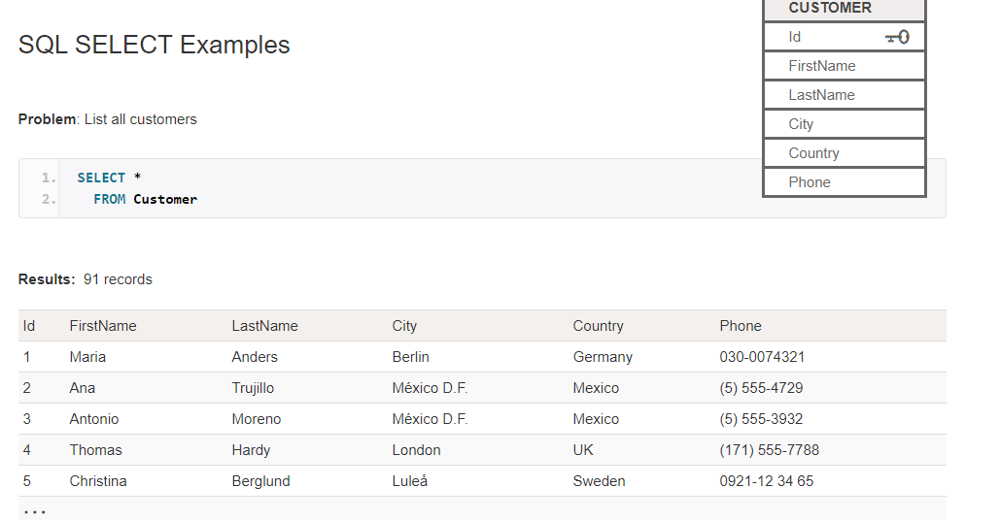 CUSTOMER
Id
FirstName
LastName
City
Country
Phone
SQL SELECT Examples
Problem: List all customers
1. SELECT *
2. FROM Customer
Results: 91 records
Id FirstName LastName City Country Phone
1 Maria Anders Berlin Germany 030-0074321
2 Ana Trujillo México D.F. Mexico (5) 555-4729
3 Antonio Moreno México D.F. Mexico (5) 555-3932
4 Thomas Hardy London UK (171) 555-7788
5 Christina Berglund Luleå Sweden 0921-12 34 65
...